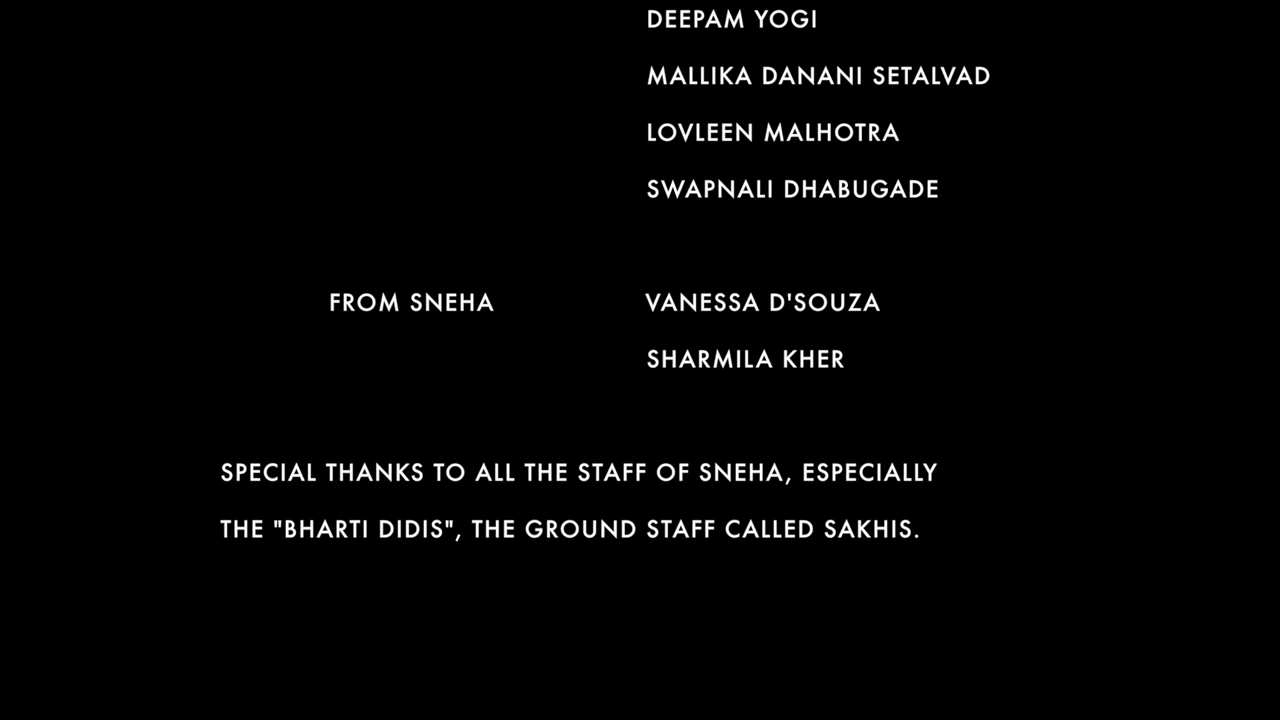 DEEPAM YOGI
MALLIKA DANANI SETALVAD
LOVLEEN MALHOTRA
SWAPNALI DHABUGADE
FROM SNEHA VANESSA D'SOUZA
SHARMILA KHER
SPECIAL THANKS TO ALL THE STAFF OF SNEHA, ESPECIALLY
THE "BHARTI DIDIS", THE GROUND STAFF CALLED SAKHIS.